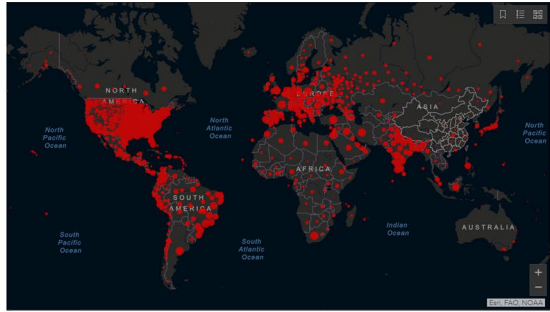 NORTH
AMERICA
EUROPE
ASIA
North
Pacific
Ocean
North
Atlantic
Ocean
North
Pacific
Ocean
AFRICA
SOUTH
AMERICA
Indian
Ocean
AUSTRALIA
South
Pacific
Ocean
South
Atlantic
Ocean
+
−
Esri, FAO, NOAA